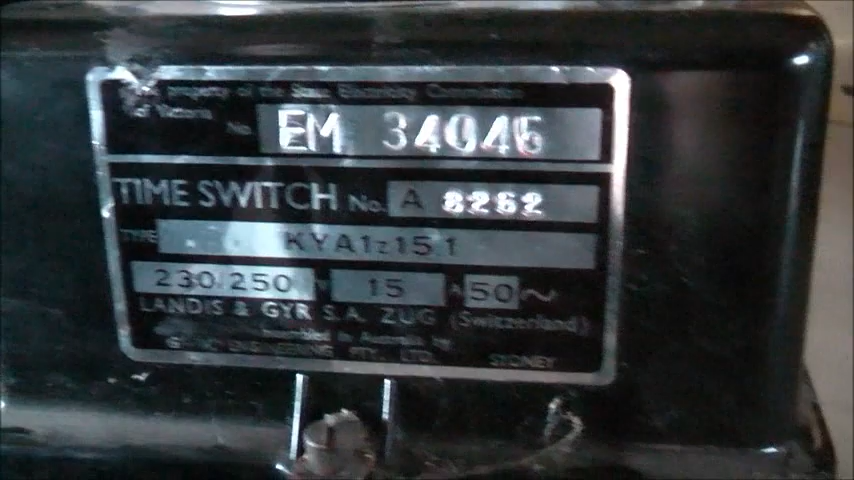 property of the State Electricity Commission
of Victoria No. EM 34045
TIME SWITCH No. A 8262
TYPE KYA1z15.1
230/250 V 15 A 50 ~
LANDIS & GYR S.A. ZUG (Switzerland)
Assembled in Australia by
ENGINEERING PTY. LTD. SYDNEY